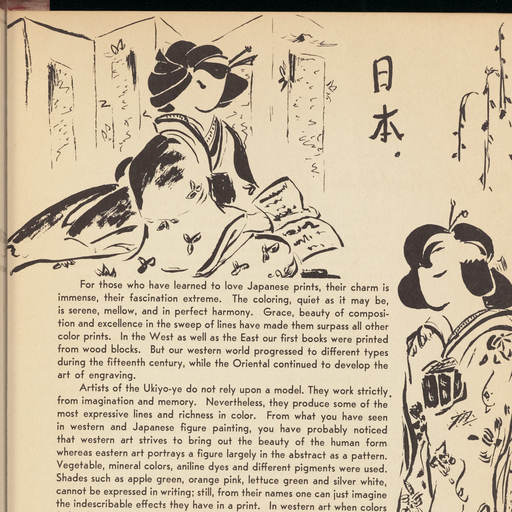 日
本.
For those who have learned to love Japanese prints, their charm is
immense, their fascination extreme. The coloring, quiet as it may be,
is serene, mellow, and in perfect harmony. Grace, beauty of composi-
tion and excellence in the sweep of lines have made them surpass all other
color prints. In the West as well as the East our first books were printed
from wood blocks. But our western world progressed to different types
during the fifteenth century, while the Oriental continued to develop the
art of engraving.
Artists of the Ukiyo-ye do not rely upon a model. They work strictly
from imagination and memory. Nevertheless, they produce some of the
most expressive lines and richness in color. From what you have seen
in western and Japanese figure painting, you have probably noticed
that western art strives to bring out the beauty of the human form
whereas eastern art portrays a figure largely in the abstract as a pattern.
Vegetable, mineral colors, aniline dyes and different pigments were used.
Shades such as apple green, orange pink, lettuce green and silver white,
cannot be expressed in writing; still, from their names one can just imagine
the indescribable effects they have in a print. In western art when colors